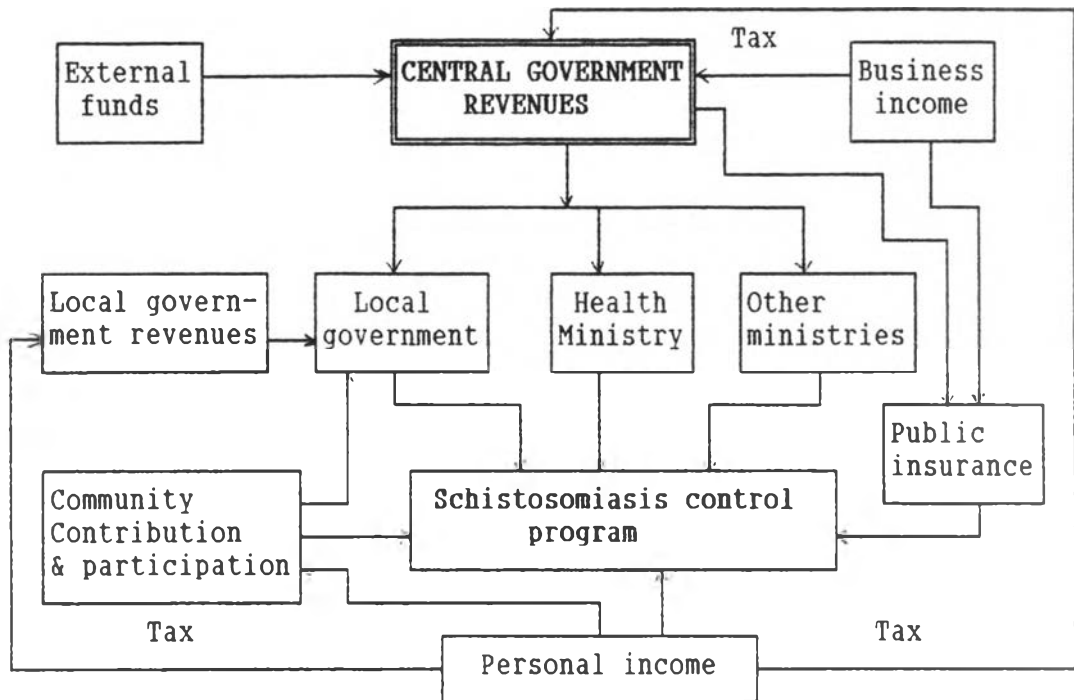 Tax
External
funds
CENTRAL GOVERNMENT
REVENUES
Business
income
Local govern-
ment revenues
Local
government
Health
Ministry
Other
ministries
Public
insurance
Community
Contribution
& participation
Schistosomiasis control
program
Tax
Tax
Personal income